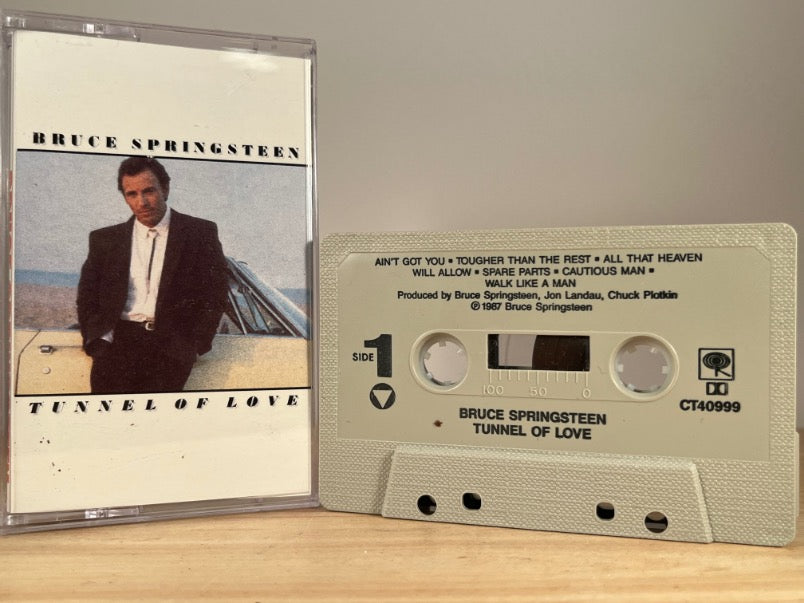 BRUCE SPRINGSTEEN
TUNNEL OF LOVE
AIN'T GOT YOU ▪ TOUGHER THAN THE REST ▪ ALL THAT HEAVEN
WILL ALLOW ▪ SPARE PARTS ▪ CAUTIOUS MAN ▪
WALK LIKE A MAN
Produced by Bruce Springsteen, Jon Landau, Chuck Plotkin
℗ 1987 Bruce Springsteen
SIDE 1
100 50 0
CT40999
BRUCE SPRINGSTEEN
TUNNEL OF LOVE